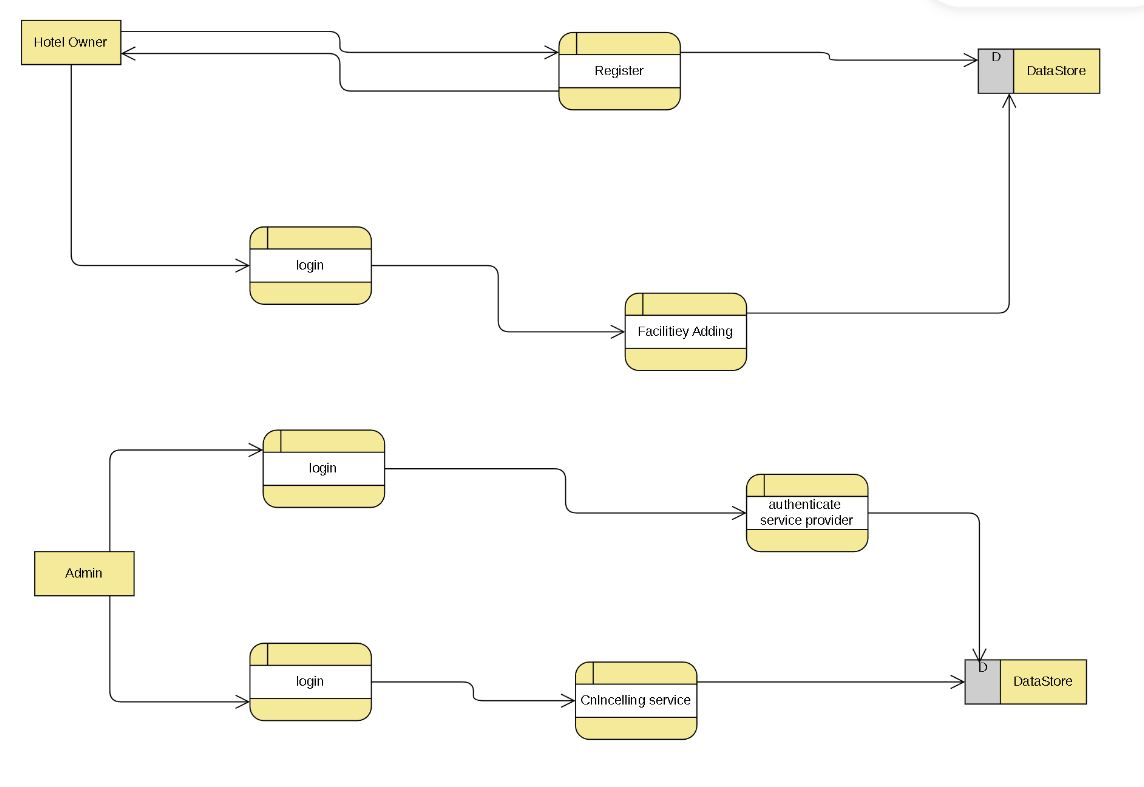 Hotel Owner
Register
D
DataStore
login
Facilitiey Adding
login
authenticate
service provider
Admin
login
Cnlncelling service
D
DataStore